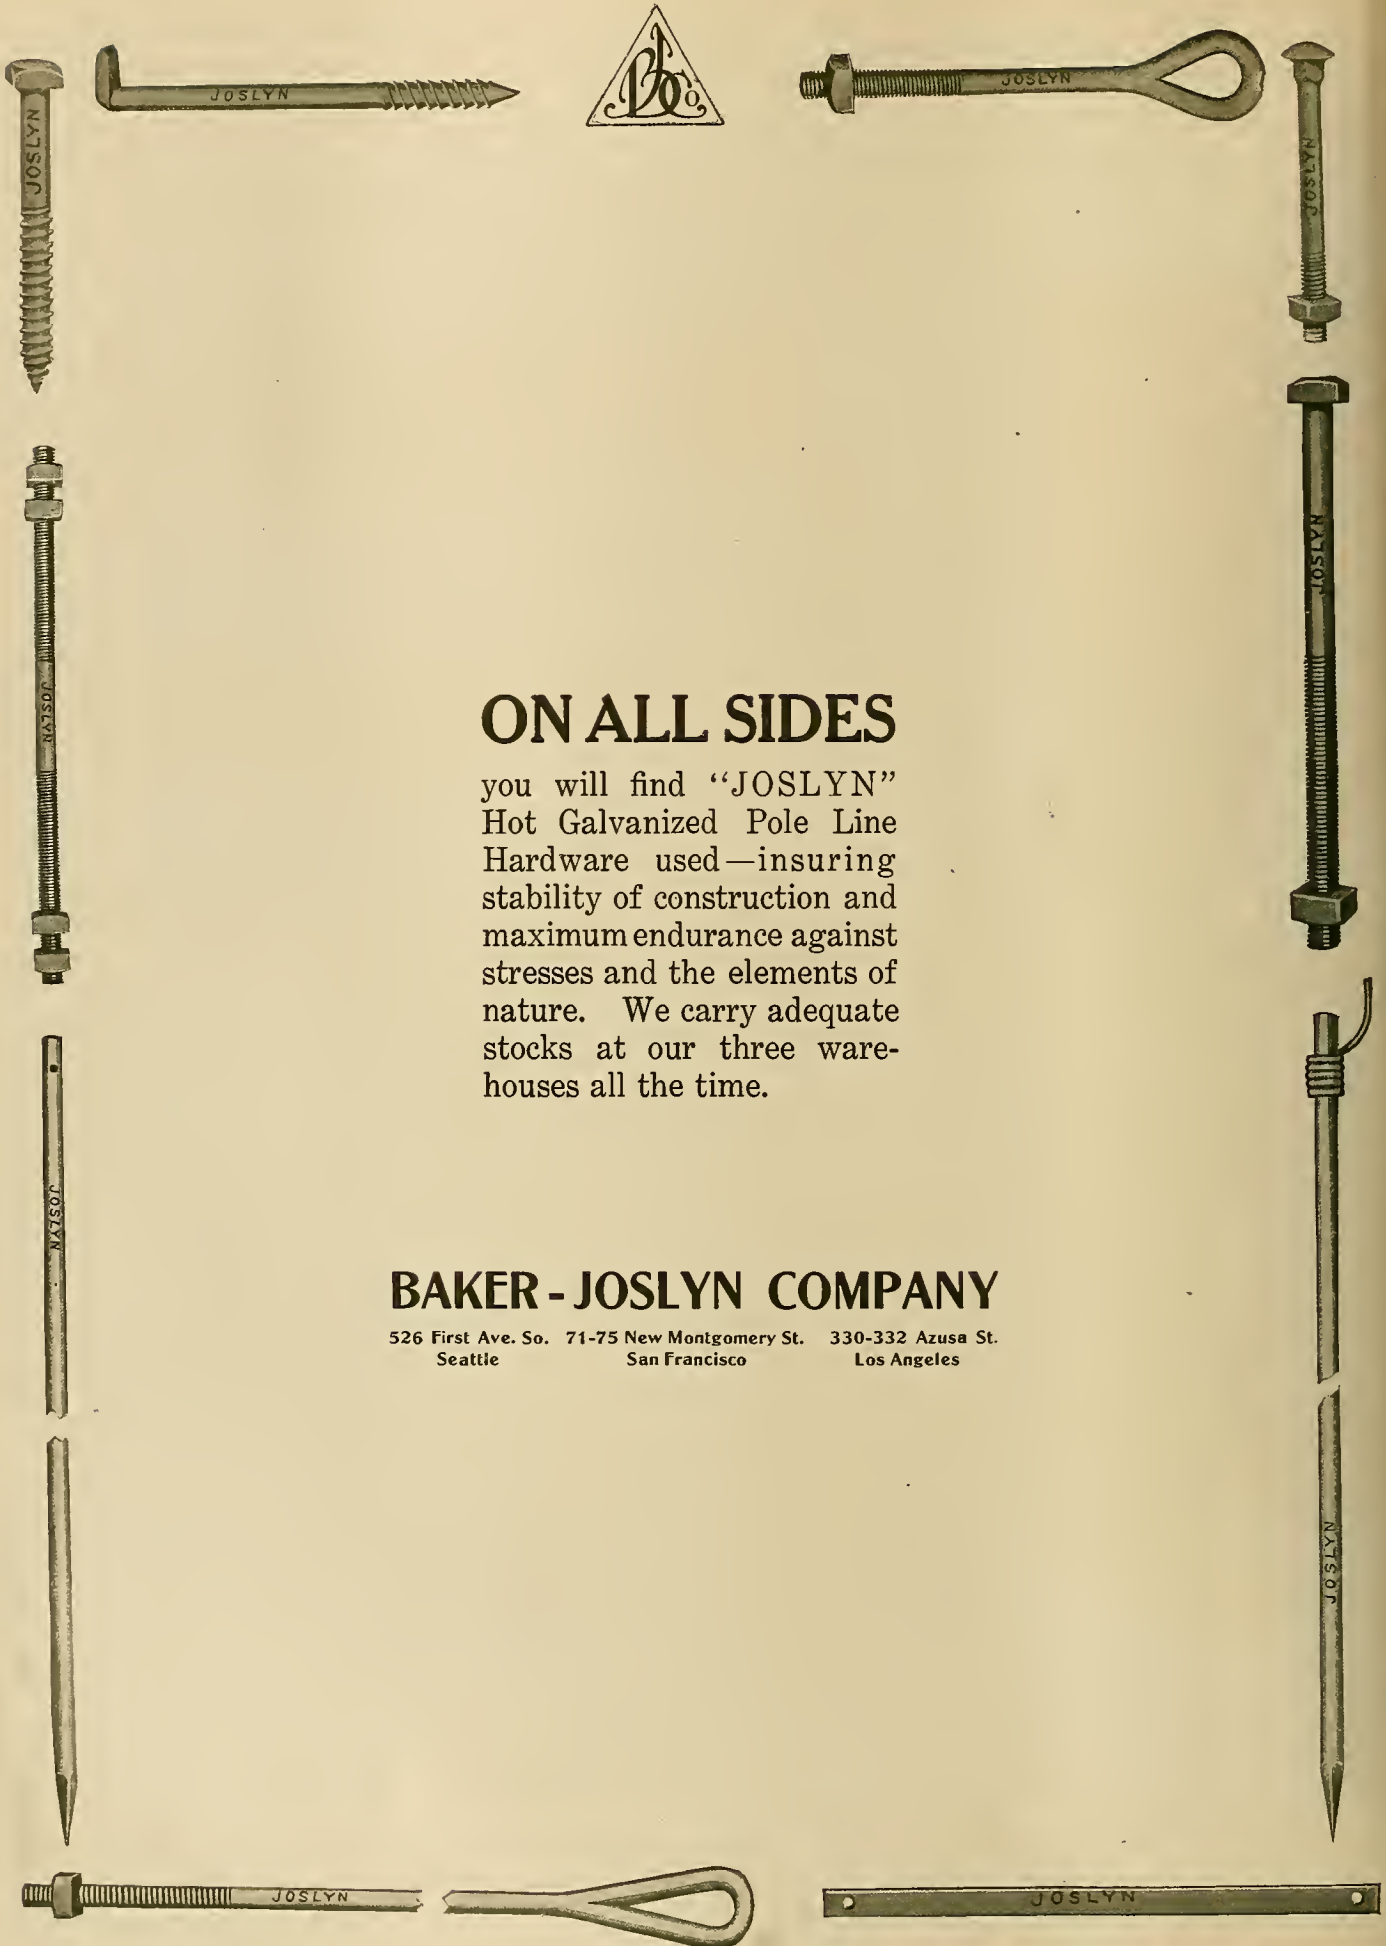 JOSLYN
BJCo.
JOSLYN
JOSLYN
JOSLYN
JOSLYN
JOSLYN
ON ALL SIDES
you will find “JOSLYN”
Hot Galvanized Pole Line
Hardware used—insuring
stability of construction and
maximum endurance against
stresses and the elements of
nature. We carry adequate
stocks at our three ware-
houses all the time.
JOSLYN
JOSLYN
BAKER-JOSLYN COMPANY
526 First Ave. So. 71-75 New Montgomery St. 330-332 Azusa St.
Seattle San Francisco Los Angeles
JOSLYN
JOSLYN
JOSLYN